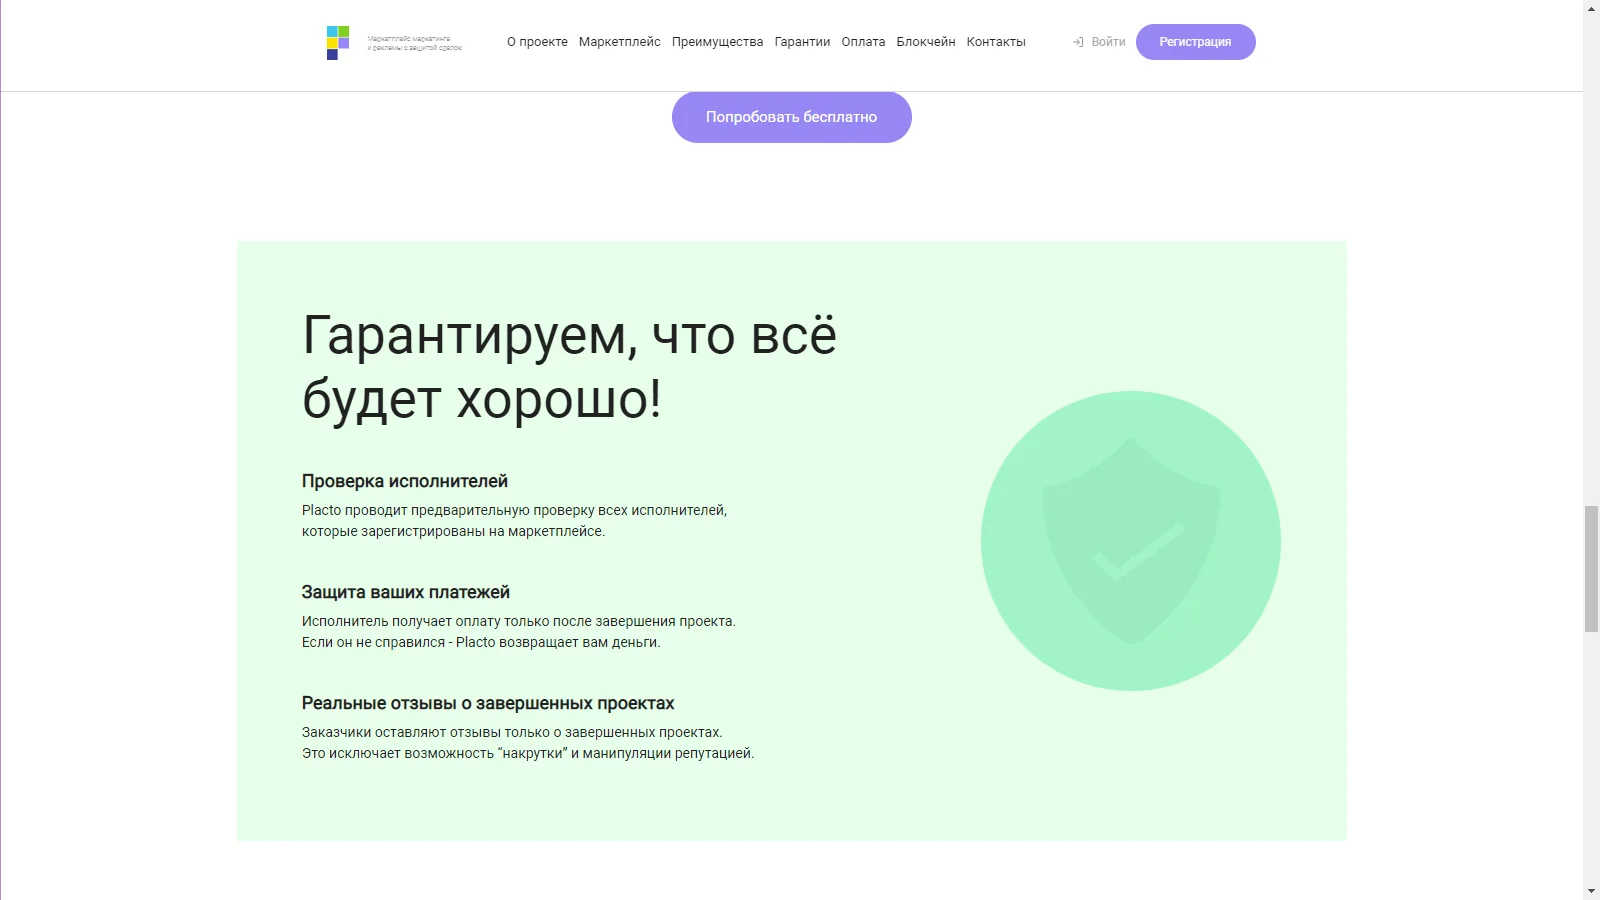 Маркетплейс маркетинга
и рекламы с защитой сделок
О проекте Маркетплейс Преимущества Гарантии Оплата Блокчейн Контакты
Войти Регистрация
Попробовать бесплатно
Гарантируем, что всё
будет хорошо!
Проверка исполнителей
Placto проводит предварительную проверку всех исполнителей,
которые зарегистрированы на маркетплейсе.
Защита ваших платежей
Исполнитель получает оплату только после завершения проекта.
Если он не справился - Placto возвращает вам деньги.
Реальные отзывы о завершенных проектах
Заказчики оставляют отзывы только о завершенных проектах.
Это исключает возможность “накрутки” и манипуляции репутацией.